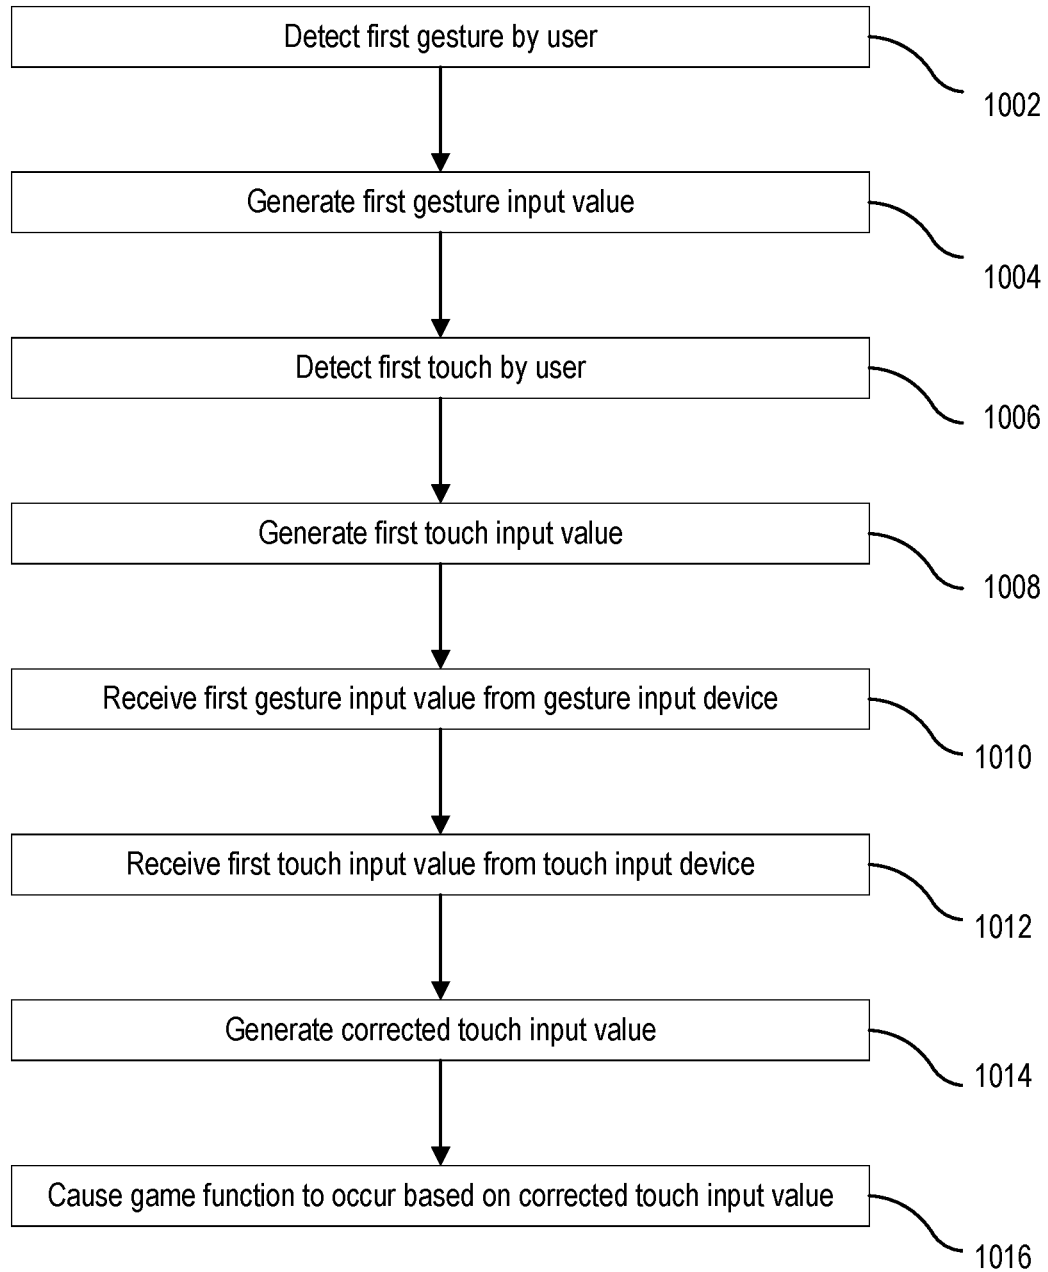 Detect first gesture by user
1002
Generate first gesture input value
1004
Detect first touch by user
1006
Generate first touch input value
1008
Receive first gesture input value from gesture input device
1010
Receive first touch input value from touch input device
1012
Generate corrected touch input value
1014
Cause game function to occur based on corrected touch input value
1016